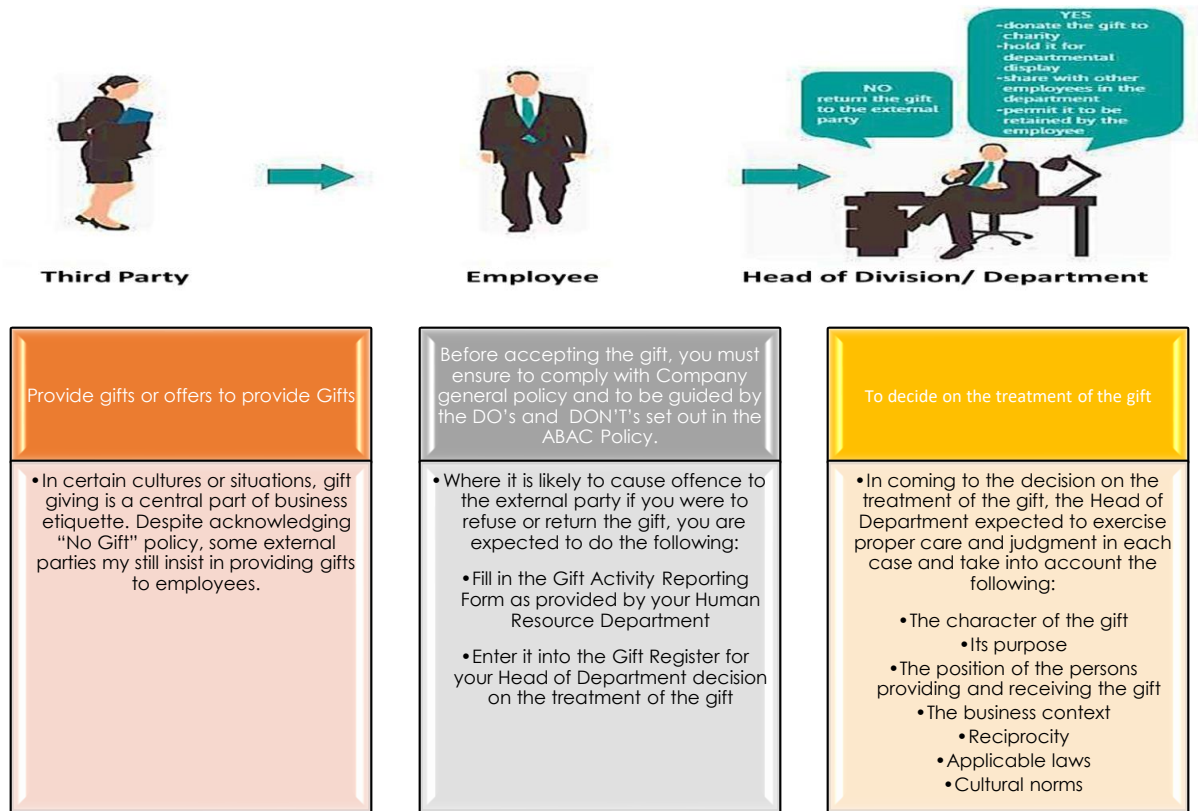 YES
-donate the gift to
charity
-hold it for
departmental
display
-share with other
employees in the
department
-permit it to be
retained by the
employee
NO
return the gift
to the external
party
Third Party
Employee
Head of Division/ Department
Provide gifts or offers to provide Gifts
Before accepting the gift, you must
ensure to comply with Company
general policy and to be guided by
the DO's and DON'T's set out in the
ABAC Policy.
To decide on the treatment of the gift
•In certain cultures or situations, gift
giving is a central part of business
etiquette. Despite acknowledging
“No Gift” policy, some external
parties my still insist in providing gifts
to employees.
•Where it is likely to cause offence to
the external party if you were to
refuse or return the gift, you are
expected to do the following:
•Fill in the Gift Activity Reporting
Form as provided by your Human
Resource Department
•Enter it into the Gift Register for
your Head of Department decision
on the treatment of the gift
•In coming to the decision on the
treatment of the gift, the Head of
Department expected to exercise
proper care and judgment in each
case and take into account the
following:
•The character of the gift
•Its purpose
•The position of the persons
providing and receiving the gift
•The business context
•Reciprocity
•Applicable laws
•Cultural norms